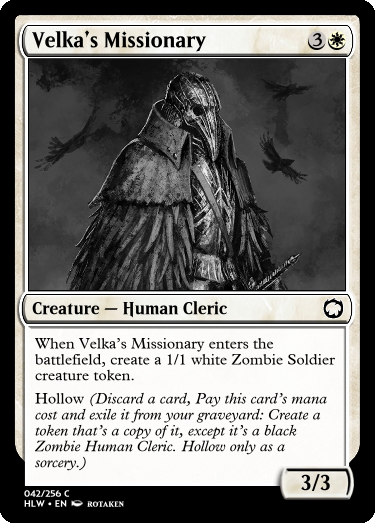 Velka's Missionary 3
Creature — Human Cleric
When Velka's Missionary enters the
battlefield, create a 1/1 white Zombie Soldier
creature token.
Hollow (Discard a card, Pay this card's mana
cost and exile it from your graveyard: Create a
token that's a copy of it, except it's a black
Zombie Human Cleric. Hollow only as a
sorcery.)
3/3
042/256 C
HLW • EN ROTAKEN